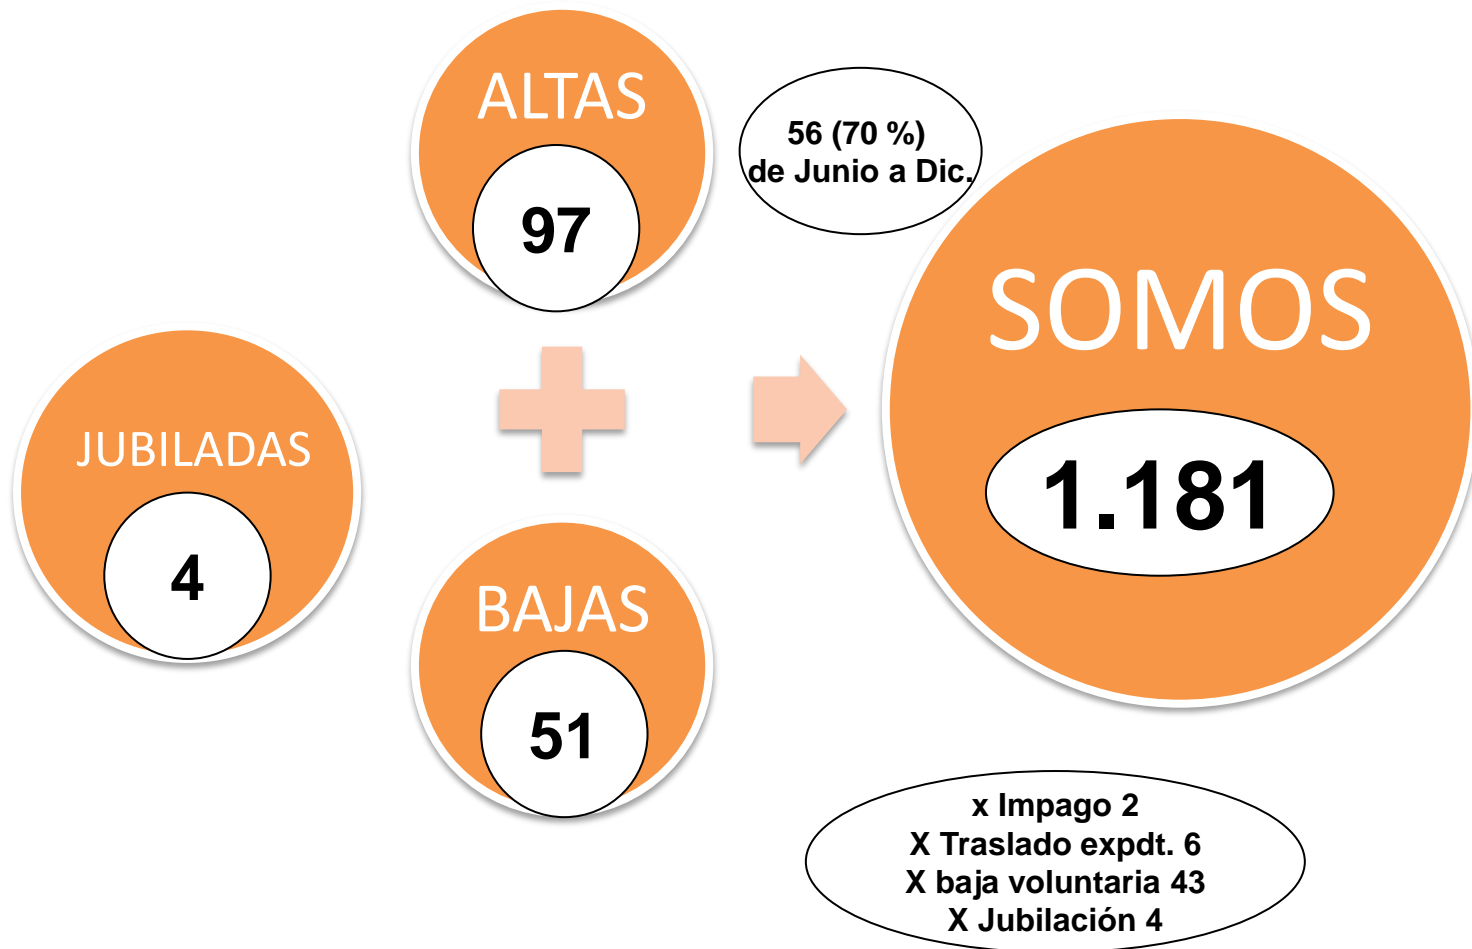 ALTAS
97
56 (70 %)
de Junio a Dic.
SOMOS
1.181
JUBILADAS
4
BAJAS
51
x Impago 2
X Traslado expdt. 6
X baja voluntaria 43
X Jubilación 4